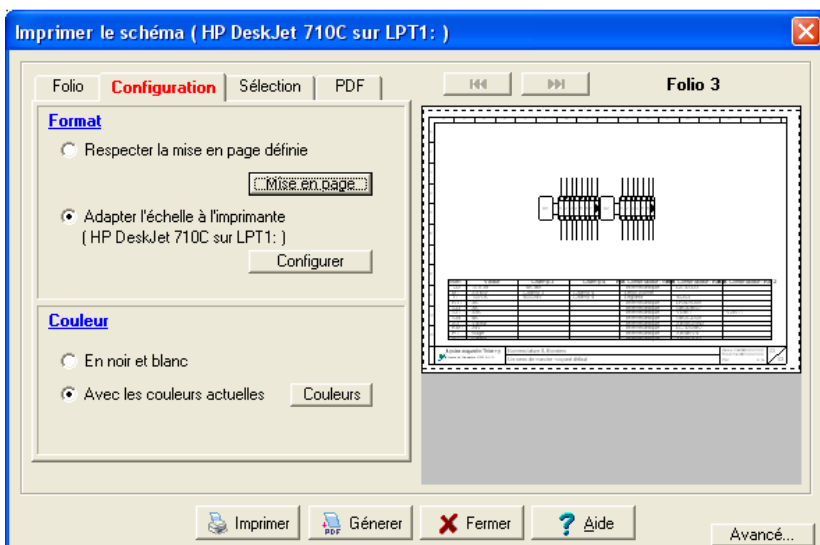 Imprimer le schéma ( HP DeskJet 710C sur LPT1: )
Folio
Configuration
Sélection
PDF
Folio 3
Format
Respecter la mise en page définie
Mise en page
Adapter l'échelle à l'imprimante
( HP DeskJet 710C sur LPT1: )
Configurer
Couleur
En noir et blanc
Avec les couleurs actuelles
Couleurs
Imprimer
PDF
Génerer
Fermer
Aide
Avancé...